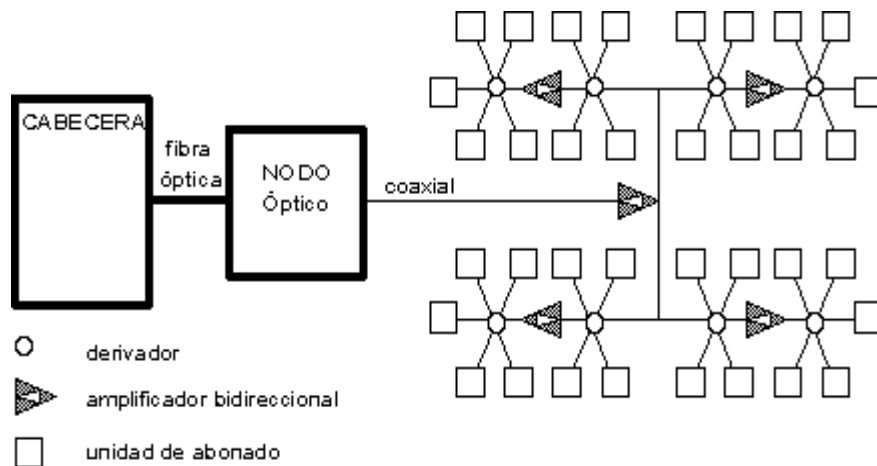 CABECERA
fibra
óptica
NODO
Óptico
coaxial
derivador
amplificador bidireccional
unidad de abonado